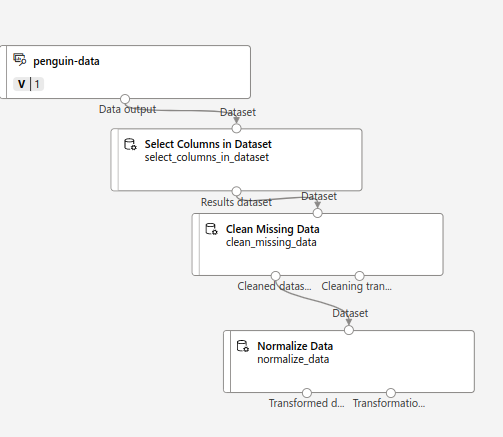 penguin-data
V | 1
Data output
Dataset
Select Columns in Dataset
select_columns_in_dataset
Results dataset
Dataset
Clean Missing Data
clean_missing_data
Cleaned datas...
Cleaning tran...
Dataset
Normalize Data
normalize_data
Transformed d...
Transformatio...